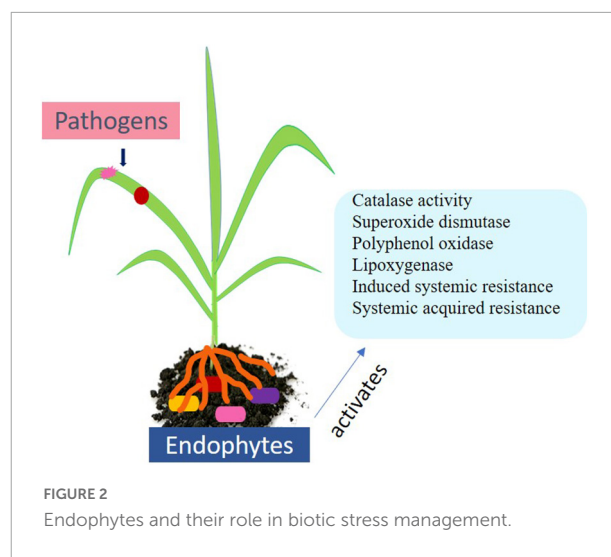 Pathogens
Catalase activity
Superoxide dismutase
Polyphenol oxidase
Lipoxygenase
Induced systemic resistance
Systemic acquired resistance
activates
Endophytes
FIGURE 2
Endophytes and their role in biotic stress management.